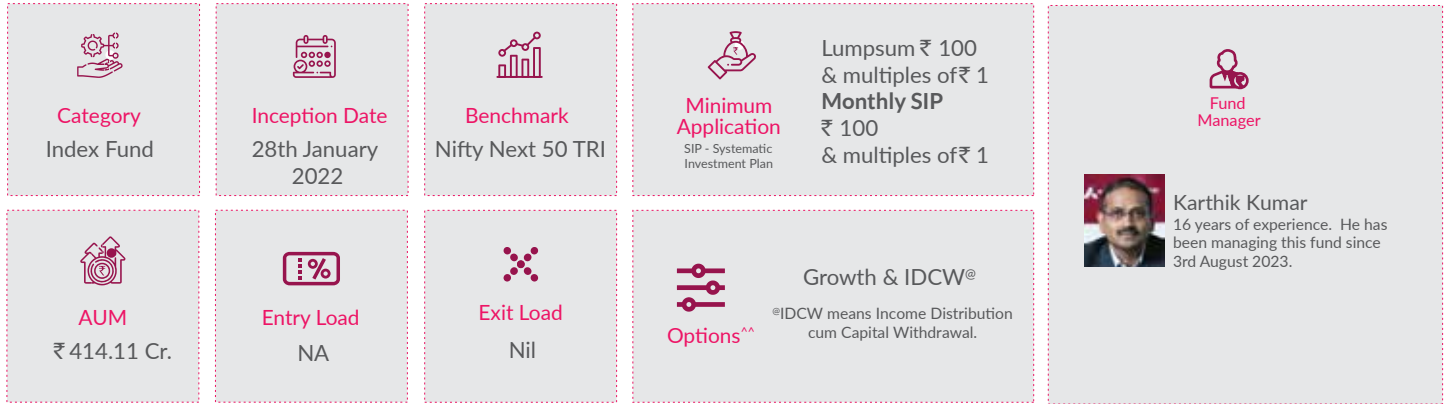 Category
Index Fund
Inception Date
28th January
2022
Benchmark
Nifty Next 50 TRI
Minimum
Application
SIP - Systematic
Investment Plan
Lumpsum ₹ 100
& multiples of ₹ 1
Monthly SIP
₹ 100
& multiples of ₹ 1
Fund
Manager
Karthik Kumar
16 years of experience. He has
been managing this fund since
3rd August 2023.
AUM
₹ 414.11 Cr.
Entry Load
NA
Exit Load
Nil
Options^^
Growth & IDCW@
@IDCW means Income Distribution
cum Capital Withdrawal.